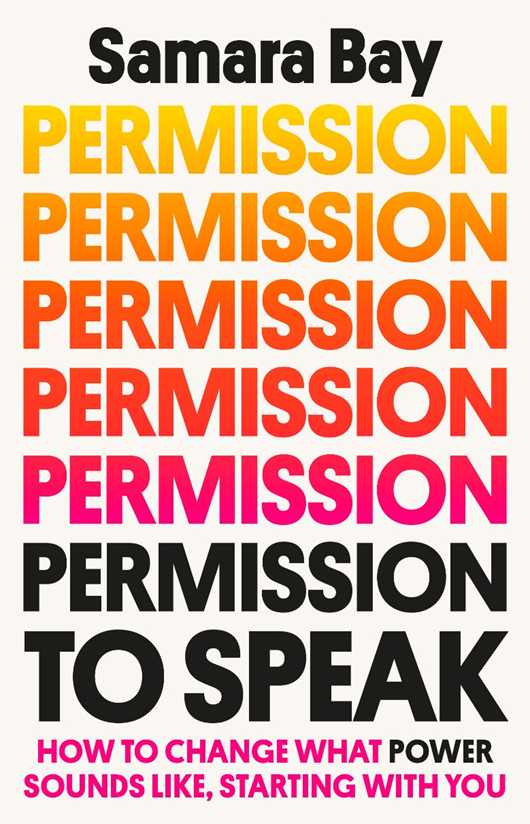 Samara Bay
PERMISSION
PERMISSION
PERMISSION
PERMISSION
PERMISSION
PERMISSION
TO SPEAK
HOW TO CHANGE WHAT POWER
SOUNDS LIKE, STARTING WITH YOU